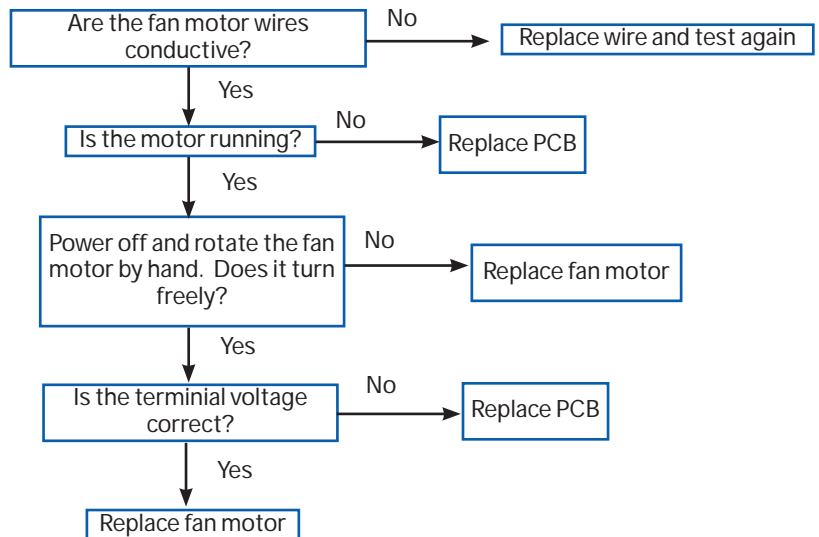 Are the fan motor wires
conductive?
No
Replace wire and test again
Yes
Is the motor running?
No
Replace PCB
Yes
Power off and rotate the fan
motor by hand. Does it turn
freely?
No
Replace fan motor
Yes
Is the terminial voltage
correct?
No
Replace PCB
Yes
Replace fan motor